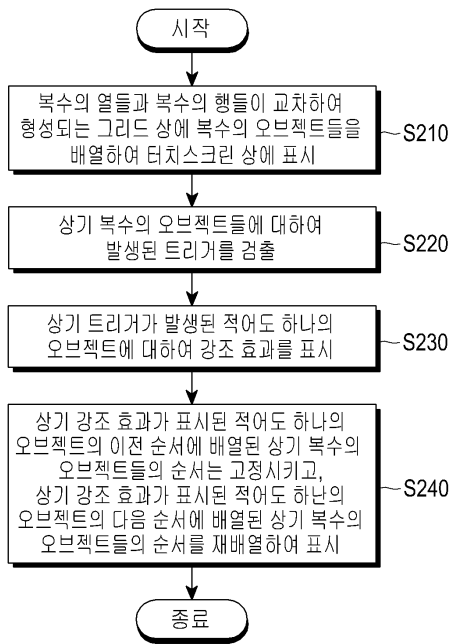 시작
복수의 열들과 복수의 행들이 교차하여
형성되는 그리드 상에 복수의 오브젝트들을
배열하여 터치스크린 상에 표시
S210
상기 복수의 오브젝트들에 대하여
발생된 트리거를 검출
S220
상기 트리거가 발생된 적어도 하나의
오브젝트에 대하여 강조 효과를 표시
S230
상기 강조 효과가 표시된 적어도 하나의
오브젝트의 이전 순서에 배열된 상기 복수의
오브젝트들의 순서는 고정시키고,
상기 강조 효과가 표시된 적어도 하난의
오브젝트의 다음 순서에 배열된 상기 복수의
오브젝트들의 순서를 재배열하여 표시
S240
종료